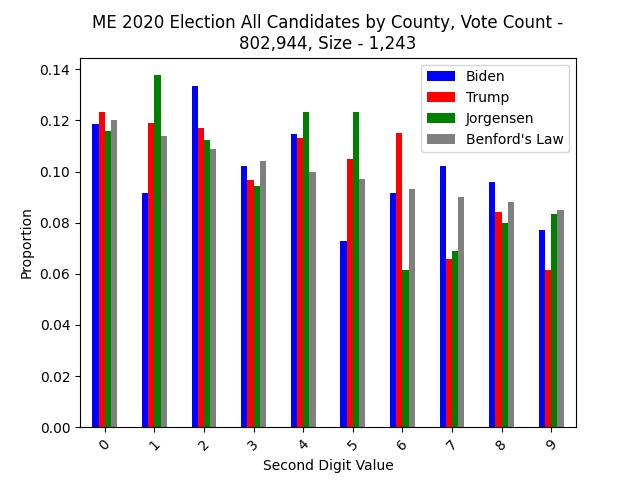 ME 2020 Election All Candidates by County, Vote Count -
802,944, Size - 1,243
Biden
Trump
Jorgensen
Benford's Law
0.14
0.12
0.10
0.08
0.06
0.04
0.02
0.00
Proportion
0 1 2 3 4 5 6 7 8 9
Second Digit Value